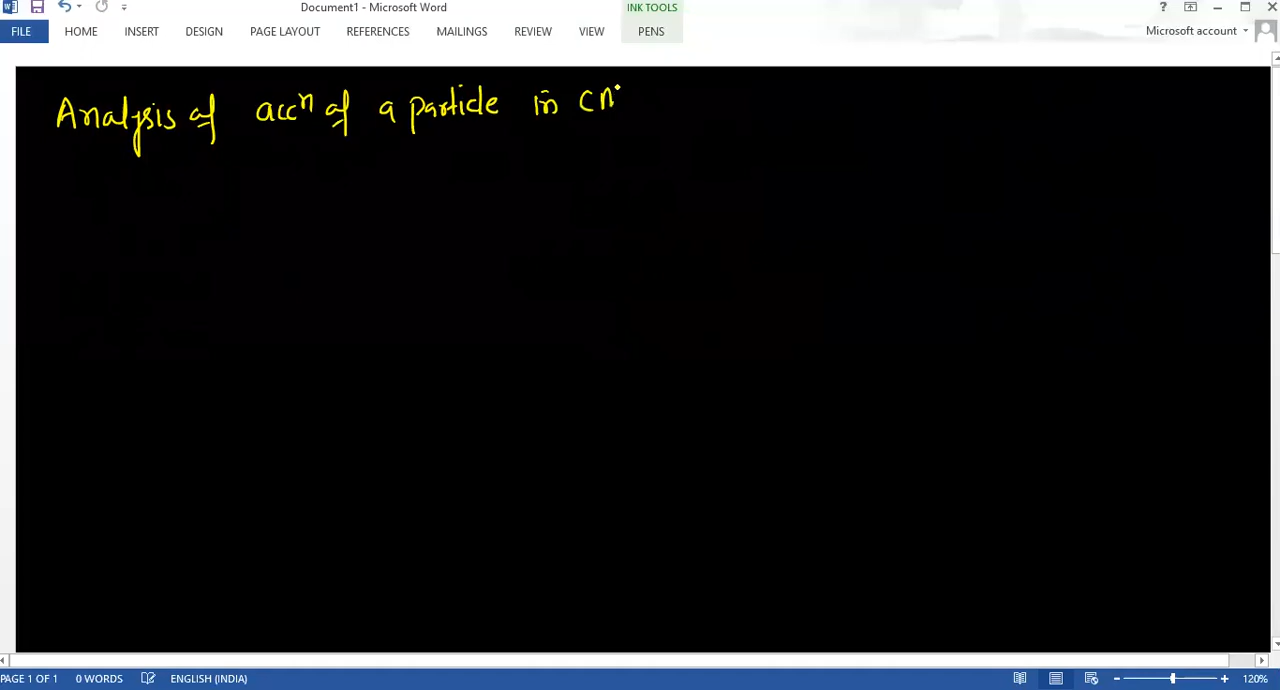 Document1 - Microsoft Word
INK TOOLS
?
FILE HOME INSERT DESIGN PAGE LAYOUT REFERENCES MAILINGS REVIEW VIEW PENS
Microsoft account
Analysis of accⁿ of a particle in
PAGE 1 OF 1 0 WORDS ENGLISH (INDIA) 120%